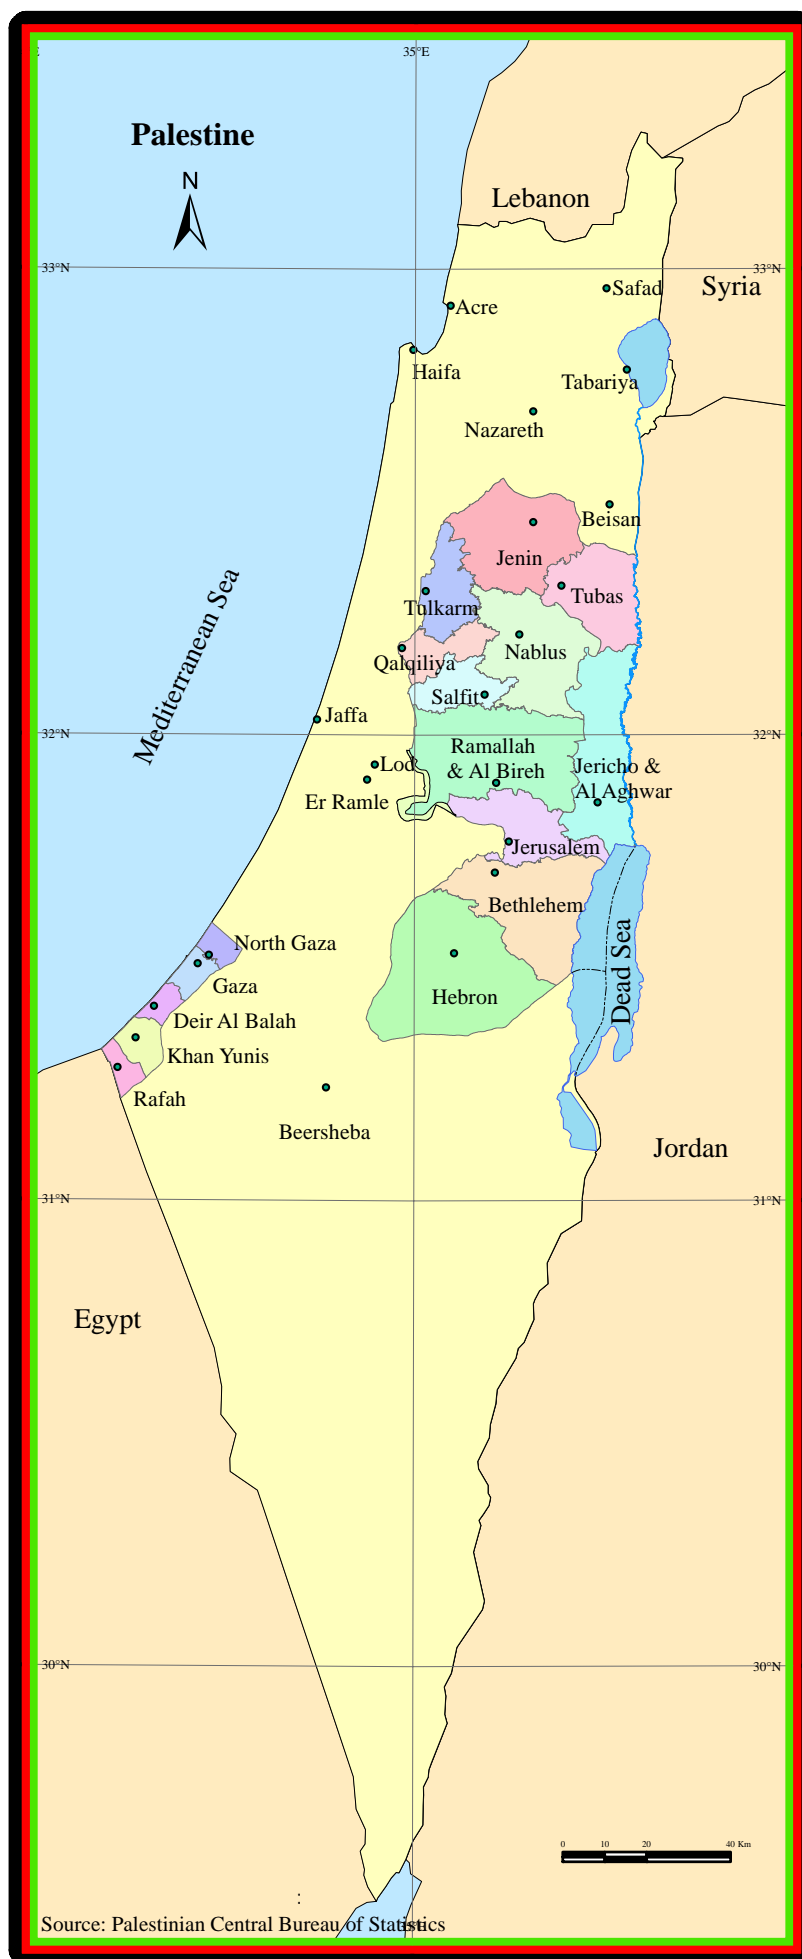 35°E
Palestine
N
Lebanon
33°N
33°N
Syria
Safad
Acre
Haifa
Tabariya
Nazareth
Beisan
Jenin
Tubas
Tulkarm
Nablus
Qalqiliya
Salfit
Mediterranean Sea
Jaffa
32°N
32°N
Ramallah
& Al Bireh
Jericho &
Al Aghwar
Lod
Er Ramle
Jerusalem
Bethlehem
North Gaza
Gaza
Dead Sea
Hebron
Deir Al Balah
Khan Yunis
Rafah
Beersheba
Jordan
31°N
31°N
Egypt
30°N
30°N
0 10 20 40 Km
:
Source: Palestinian Central Bureau of Statistics